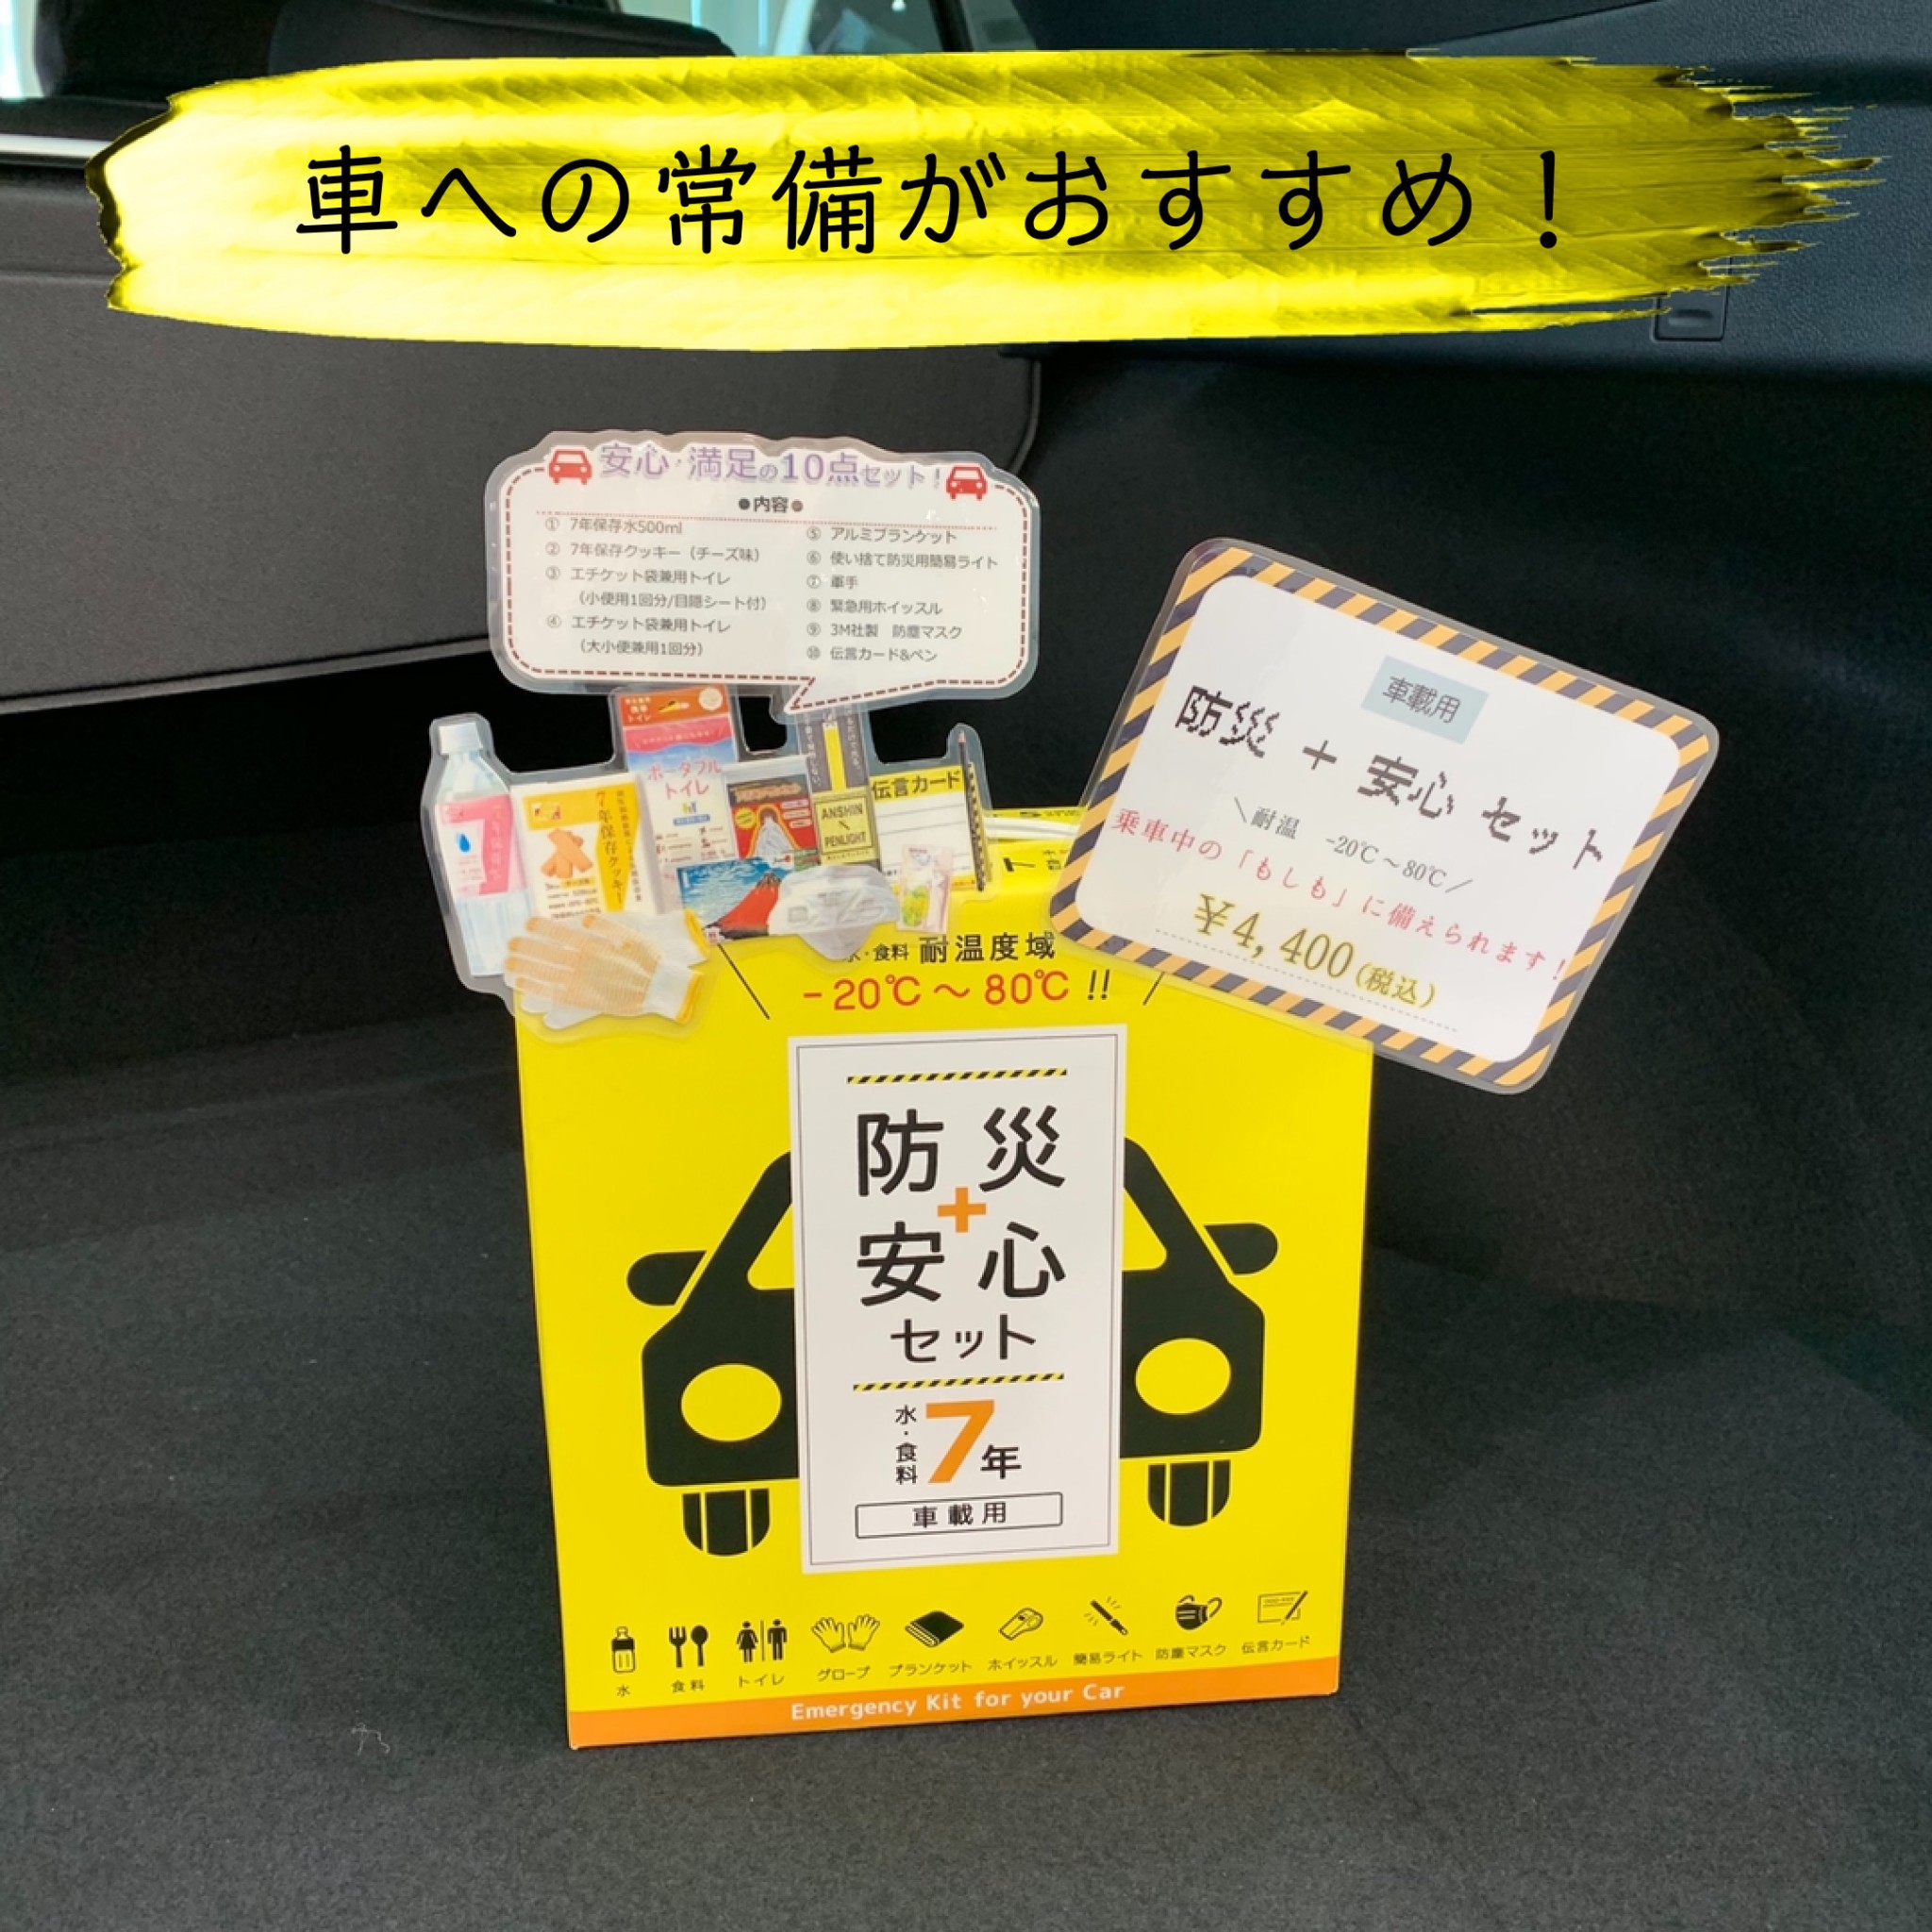 車への常備がおすすめ！
安心・満足の10点セット！
●内容●
① 7年保存水500ml
② 7年保存クッキー（チーズ味）
③ エチケット袋兼用トイレ
（小便用1回分/目隠シート付）
④ エチケット袋兼用トイレ
（大小便兼用1回分）
⑤ アルミブランケット
⑥ 使い捨て防災用簡易ライト
⑦ 軍手
⑧ 緊急用ホイッスル
⑨ 3M社製 防塵マスク
⑩ 伝言カード&ペン
車載用
防災 + 安心 セット
＼耐温 -20℃～80℃／
乗車中の「もしも」に備えられます！
¥4,400(税込)
ポータブル
トイレ
7年保存クッキー
ANSHIN
PENLIGHT
伝言カード
水・食料 耐温度域
-20℃～80℃!!
防災
+
安心
セット
水・食料 7年
車載用
水 食料 トイレ グローブ ブランケット ホイッスル 簡易ライト 防塵マスク 伝言カード
Emergency Kit for your Car